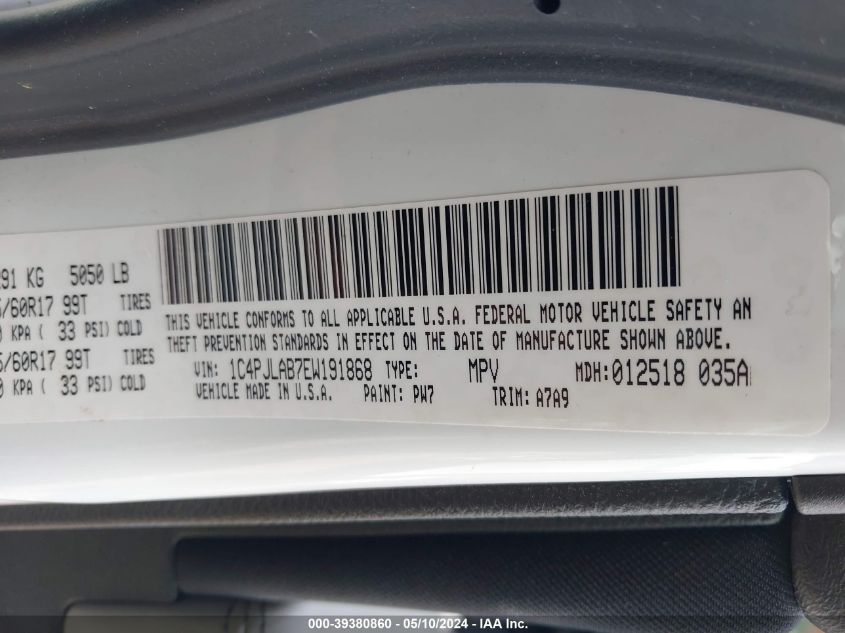 291 KG 5050 LB
5/60R17 99T TIRES
0 KPA ( 33 PSI) COLD
5/60R17 99T TIRES
0 KPA ( 33 PSI) COLD
THIS VEHICLE CONFORMS TO ALL APPLICABLE U.S.A. FEDERAL MOTOR VEHICLE SAFETY AN
THEFT PREVENTION STANDARDS IN EFFECT ON THE DATE OF MANUFACTURE SHOWN ABOVE.
VIN: 1C4PJLAB7EW191868 TYPE: MPV MDH:012518 035A
VEHICLE MADE IN U.S.A. PAINT: PW7 TRIM: A7A9
000-39380860 - 05/10/2024 - IAA Inc.